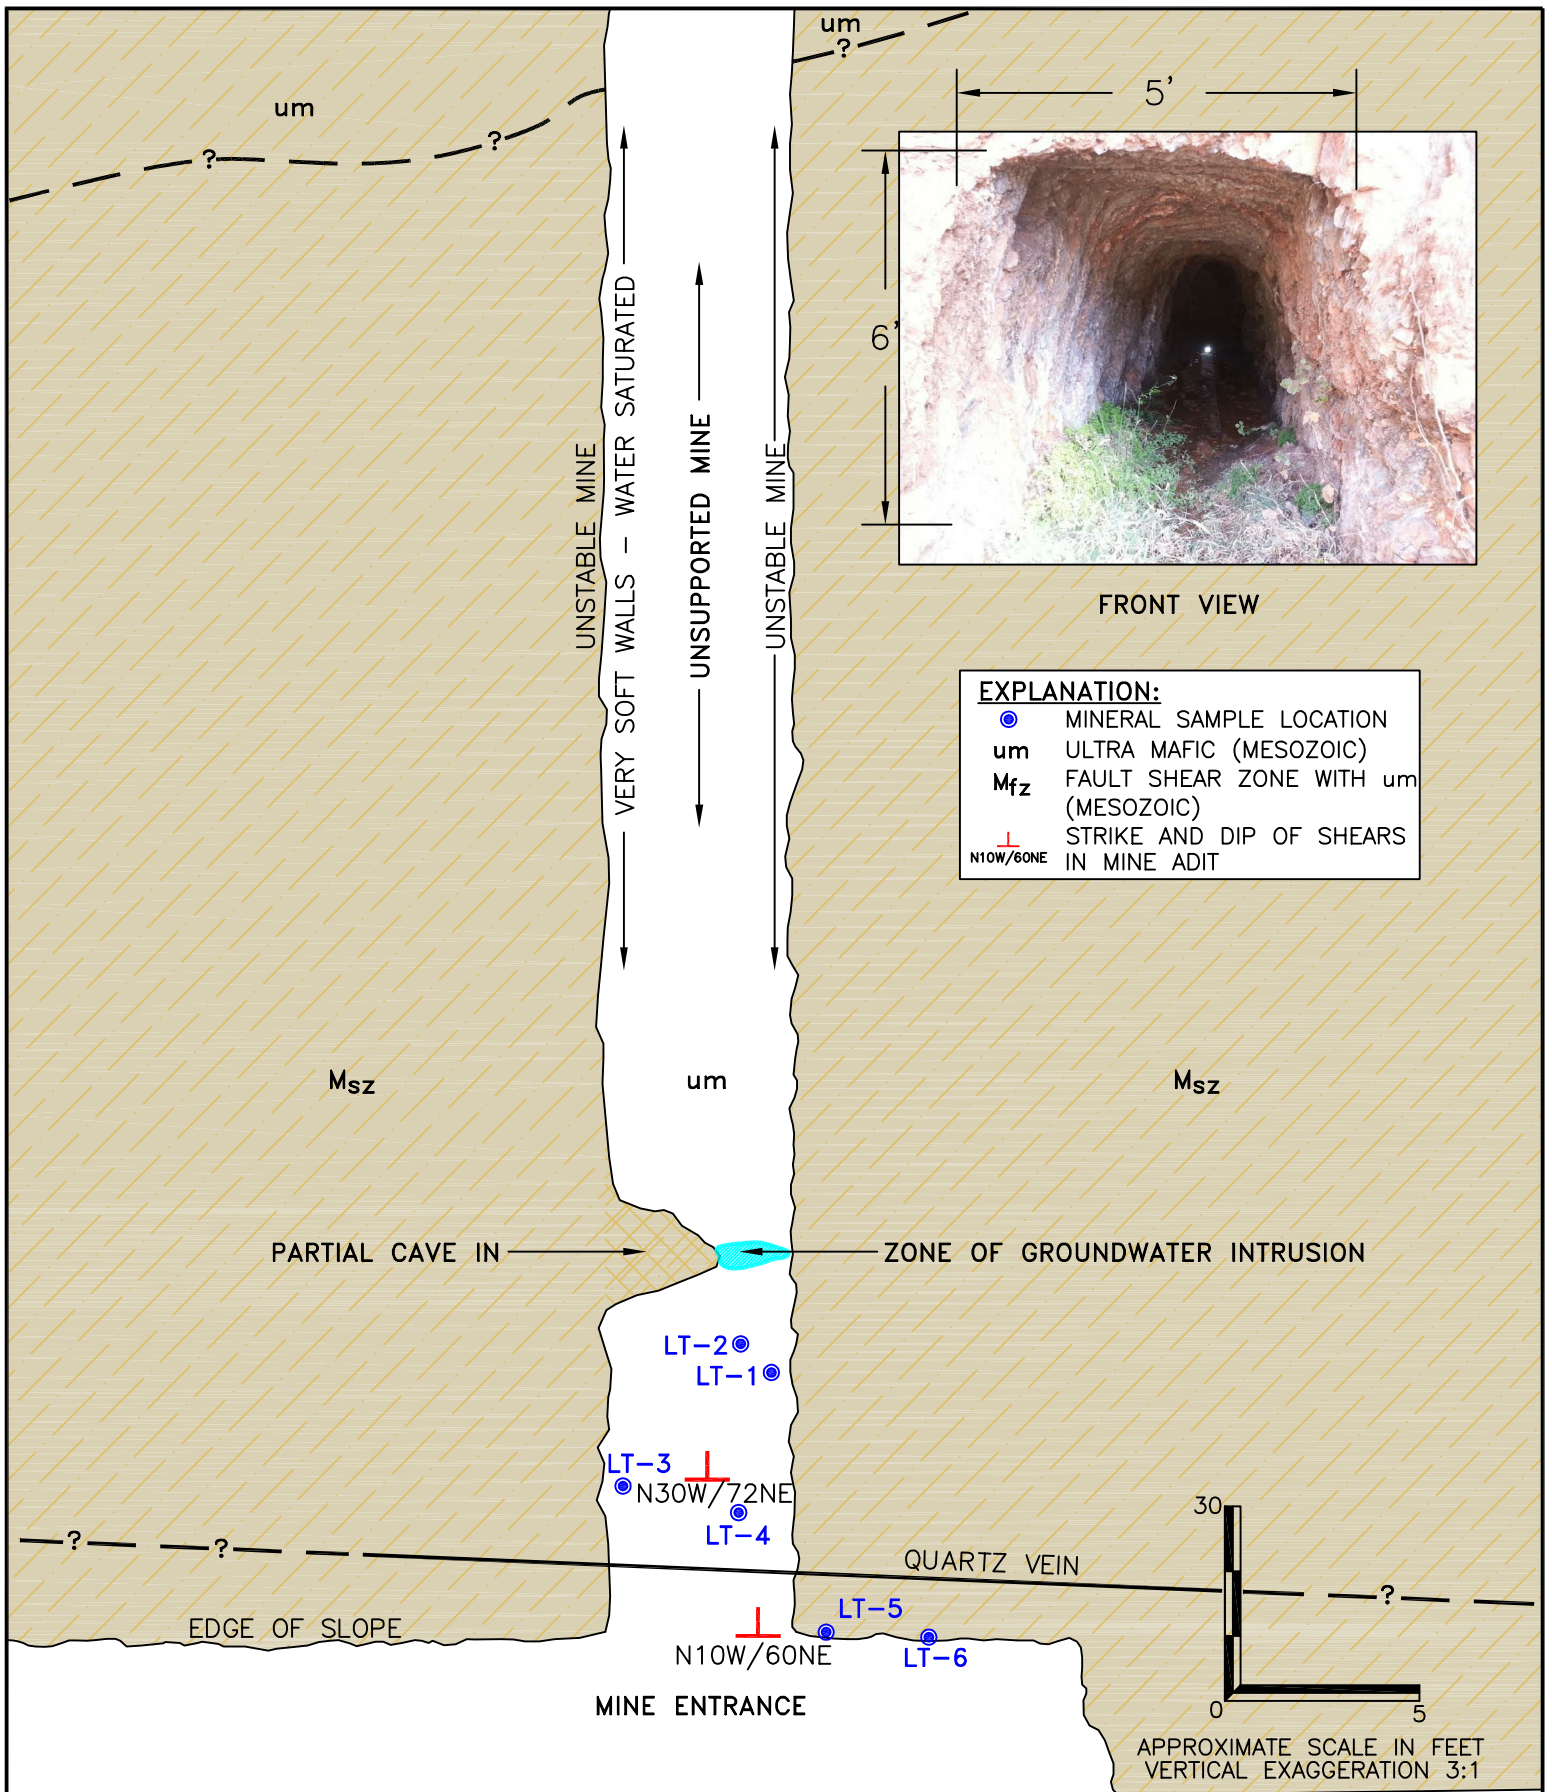 um
?
um
?
?
5'
6'
FRONT VIEW
UNSTABLE MINE
VERY SOFT WALLS – WATER SATURATED
UNSUPPORTED MINE
UNSTABLE MINE
EXPLANATION:
MINERAL SAMPLE LOCATION
um ULTRA MAFIC (MESOZOIC)
Mfz FAULT SHEAR ZONE WITH um
(MESOZOIC)
STRIKE AND DIP OF SHEARS
N10W/60NE IN MINE ADIT
Msz
um
Msz
PARTIAL CAVE IN
ZONE OF GROUNDWATER INTRUSION
LT-2
LT-1
LT-3
N30W/72NE
LT-4
?
?
QUARTZ VEIN
?
EDGE OF SLOPE
LT-5
N10W/60NE
LT-6
MINE ENTRANCE
30
0
5
APPROXIMATE SCALE IN FEET
VERTICAL EXAGGERATION 3:1